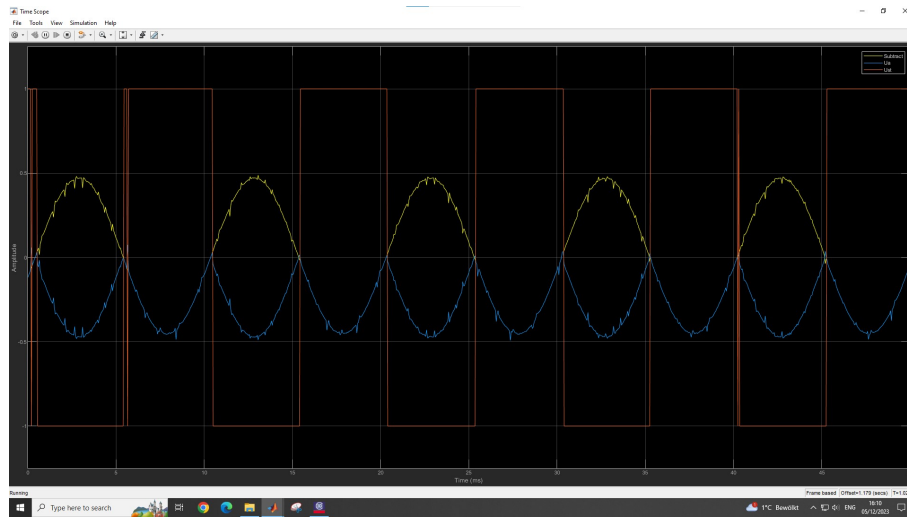 Time Scope
File Tools View Simulation Help
Subtract
Ua
Ust
1
0.5
0
-0.5
-1
Amplitude
0 5 10 15 20 25 30 35 40 45
Time (ms)
Running
Frame based Offset=1.179 (secs) T=1.02
Type here to search
1°C Bewölkt
ENG
16:10
05/12/2023